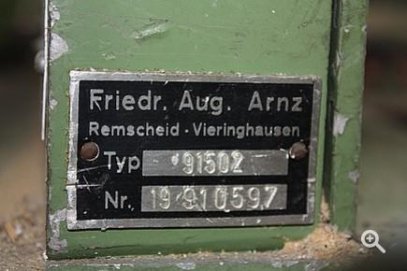 Friedr. Aug. Arnz
Remscheid - Vieringhausen
Typ 91502
Nr. 19 91059.7